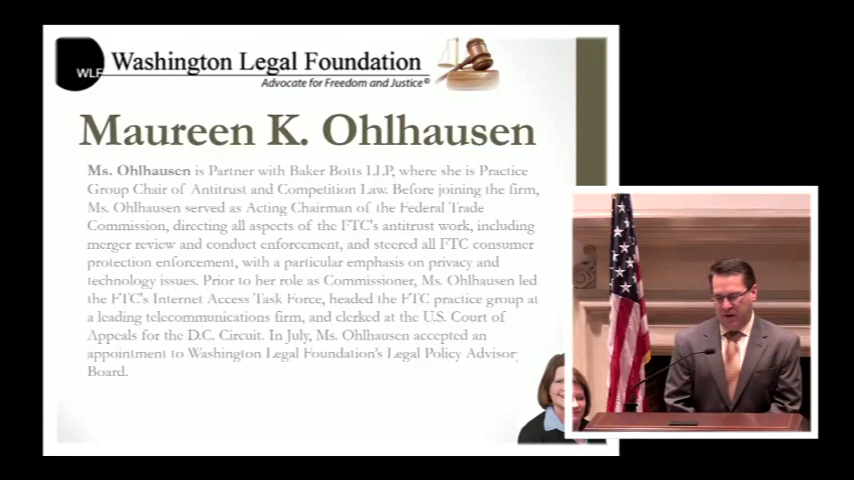 WLF
Washington Legal Foundation
Advocate for Freedom and Justice®
Maureen K. Ohlhausen
Ms. Ohlhausen is Partner with Baker Botts LLP, where she is Practice
Group Chair of Antitrust and Competition Law. Before joining the firm,
Ms. Ohlhausen served as Acting Chairman of the Federal Trade
Commission, directing all aspects of the FTC's antitrust work, including
merger review and conduct enforcement, and steered all FTC consumer
protection enforcement, with a particular emphasis on privacy and
technology issues. Prior to her role as Commissioner, Ms. Ohlhausen led
the FTC's Internet Access Task Force, headed the FTC practice group at
a leading telecommunications firm, and clerked at the U.S. Court of
Appeals for the D.C. Circuit. In July, Ms. Ohlhausen accepted an
appointment to Washington Legal Foundation's Legal Policy Advisory
Board.